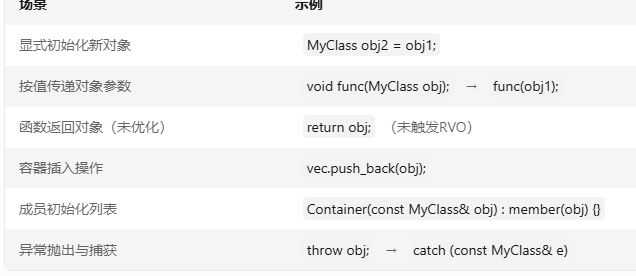 场景 示例
显式初始化新对象 MyClass obj2 = obj1;
按值传递对象参数 void func(MyClass obj); → func(obj1);
函数返回对象（未优化） return obj; （未触发RVO）
容器插入操作 vec.push_back(obj);
成员初始化列表 Container(const MyClass& obj) : member(obj) {}
异常抛出与捕获 throw obj; → catch (const MyClass& e)